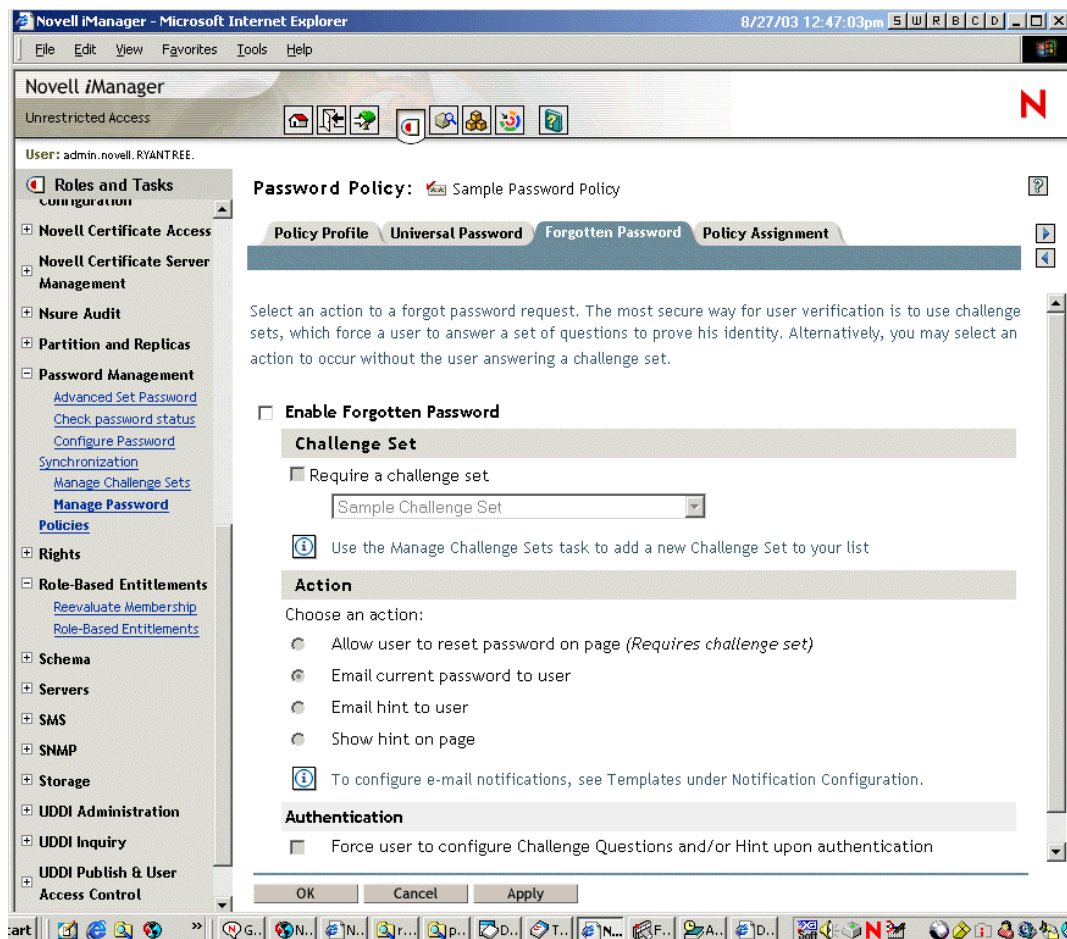 Novell iManager - Microsoft Internet Explorer
8/27/03 12:47:03pm S W R B C D
File Edit View Favorites Tools Help
Novell iManager
Unrestricted Access
N
User: admin.novell.RYANTREE.
Roles and Tasks
Configuration
Novell Certificate Access
Novell Certificate Server
Management
Nsure Audit
Partition and Replicas
Password Management
Advanced Set Password
Check password status
Configure Password
Synchronization
Manage Challenge Sets
Manage Password
Policies
Rights
Role-Based Entitlements
Reevaluate Membership
Role-Based Entitlements
Schema
Servers
SMS
SNMP
Storage
UDDI Administration
UDDI Inquiry
UDDI Publish & User
Access Control
Password Policy: Sample Password Policy
Policy Profile Universal Password Forgotten Password Policy Assignment
Select an action to a forgot password request. The most secure way for user verification is to use challenge
sets, which force a user to answer a set of questions to prove his identity. Alternatively, you may select an
action to occur without the user answering a challenge set.
Enable Forgotten Password
Challenge Set
Require a challenge set
Sample Challenge Set
Use the Manage Challenge Sets task to add a new Challenge Set to your list
Action
Choose an action:
Allow user to reset password on page (Requires challenge set)
Email current password to user
Email hint to user
Show hint on page
To configure e-mail notifications, see Templates under Notification Configuration.
Authentication
Force user to configure Challenge Questions and/or Hint upon authentication
OK Cancel Apply
art » G.. N.. N.. r... p... D.. T.. N... F.. A.. D..